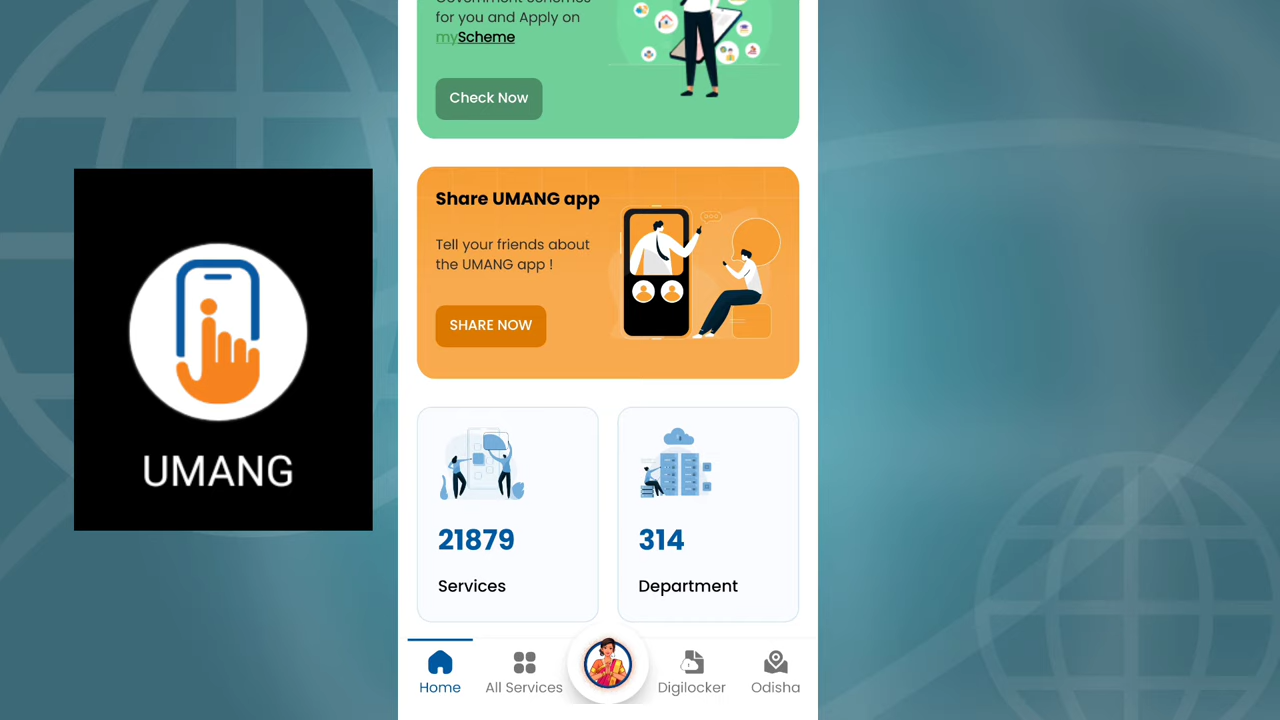 for you and Apply on
myScheme
Check Now
Share UMANG app
Tell your friends about
the UMANG app !
SHARE NOW
UMANG
21879
314
Services
Department
Home
All Services
Digilocker
Odisha